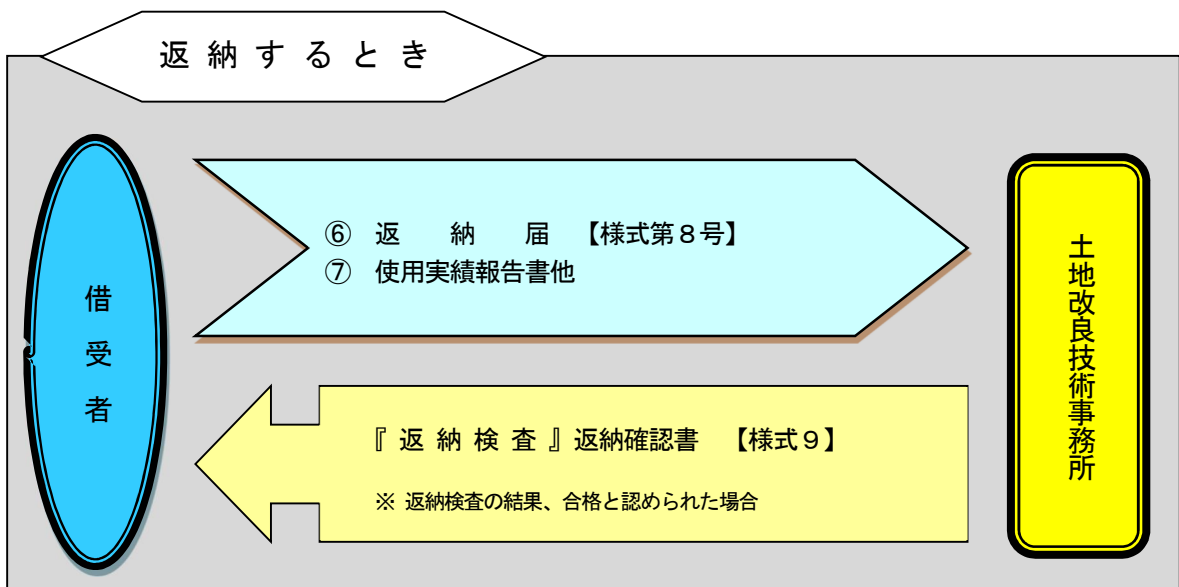 返納するとき
借受者
⑥ 返納届 【様式第８号】
⑦ 使用実績報告書他
『返納検査』返納確認書 【様式９】
※ 返納検査の結果、合格と認められた場合
土地改良技術事務所